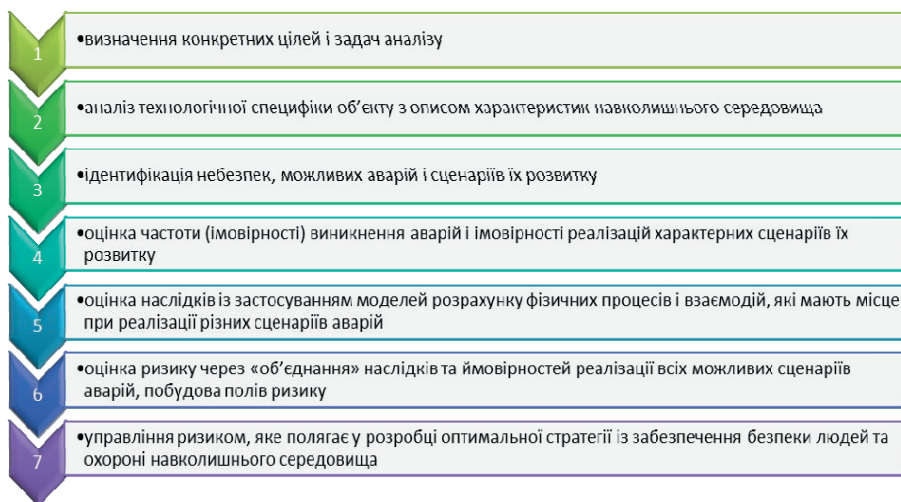 1
•визначення конкретних цілей і задач аналізу
2
•аналіз технологічної специфіки об’єкту з описом характеристик навколишнього середовища
3
•ідентифікація небезпек, можливих аварій і сценаріїв їх розвитку
4
•оцінка частоти (імовірності) виникнення аварій і імовірності реалізацій характерних сценаріїв їх
розвитку
5
•оцінка наслідків із застосуванням моделей розрахунку фізичних процесів і взаємодій, які мають місце
при реалізації різних сценаріїв аварій
6
•оцінка ризику через «об’єднання» наслідків та ймовірностей реалізації всіх можливих сценаріїв
аварій, побудова полів ризику
7
•управління ризиком, яке полягає у розробці оптимальної стратегії із забезпечення безпеки людей та
охороні навколишнього середовища